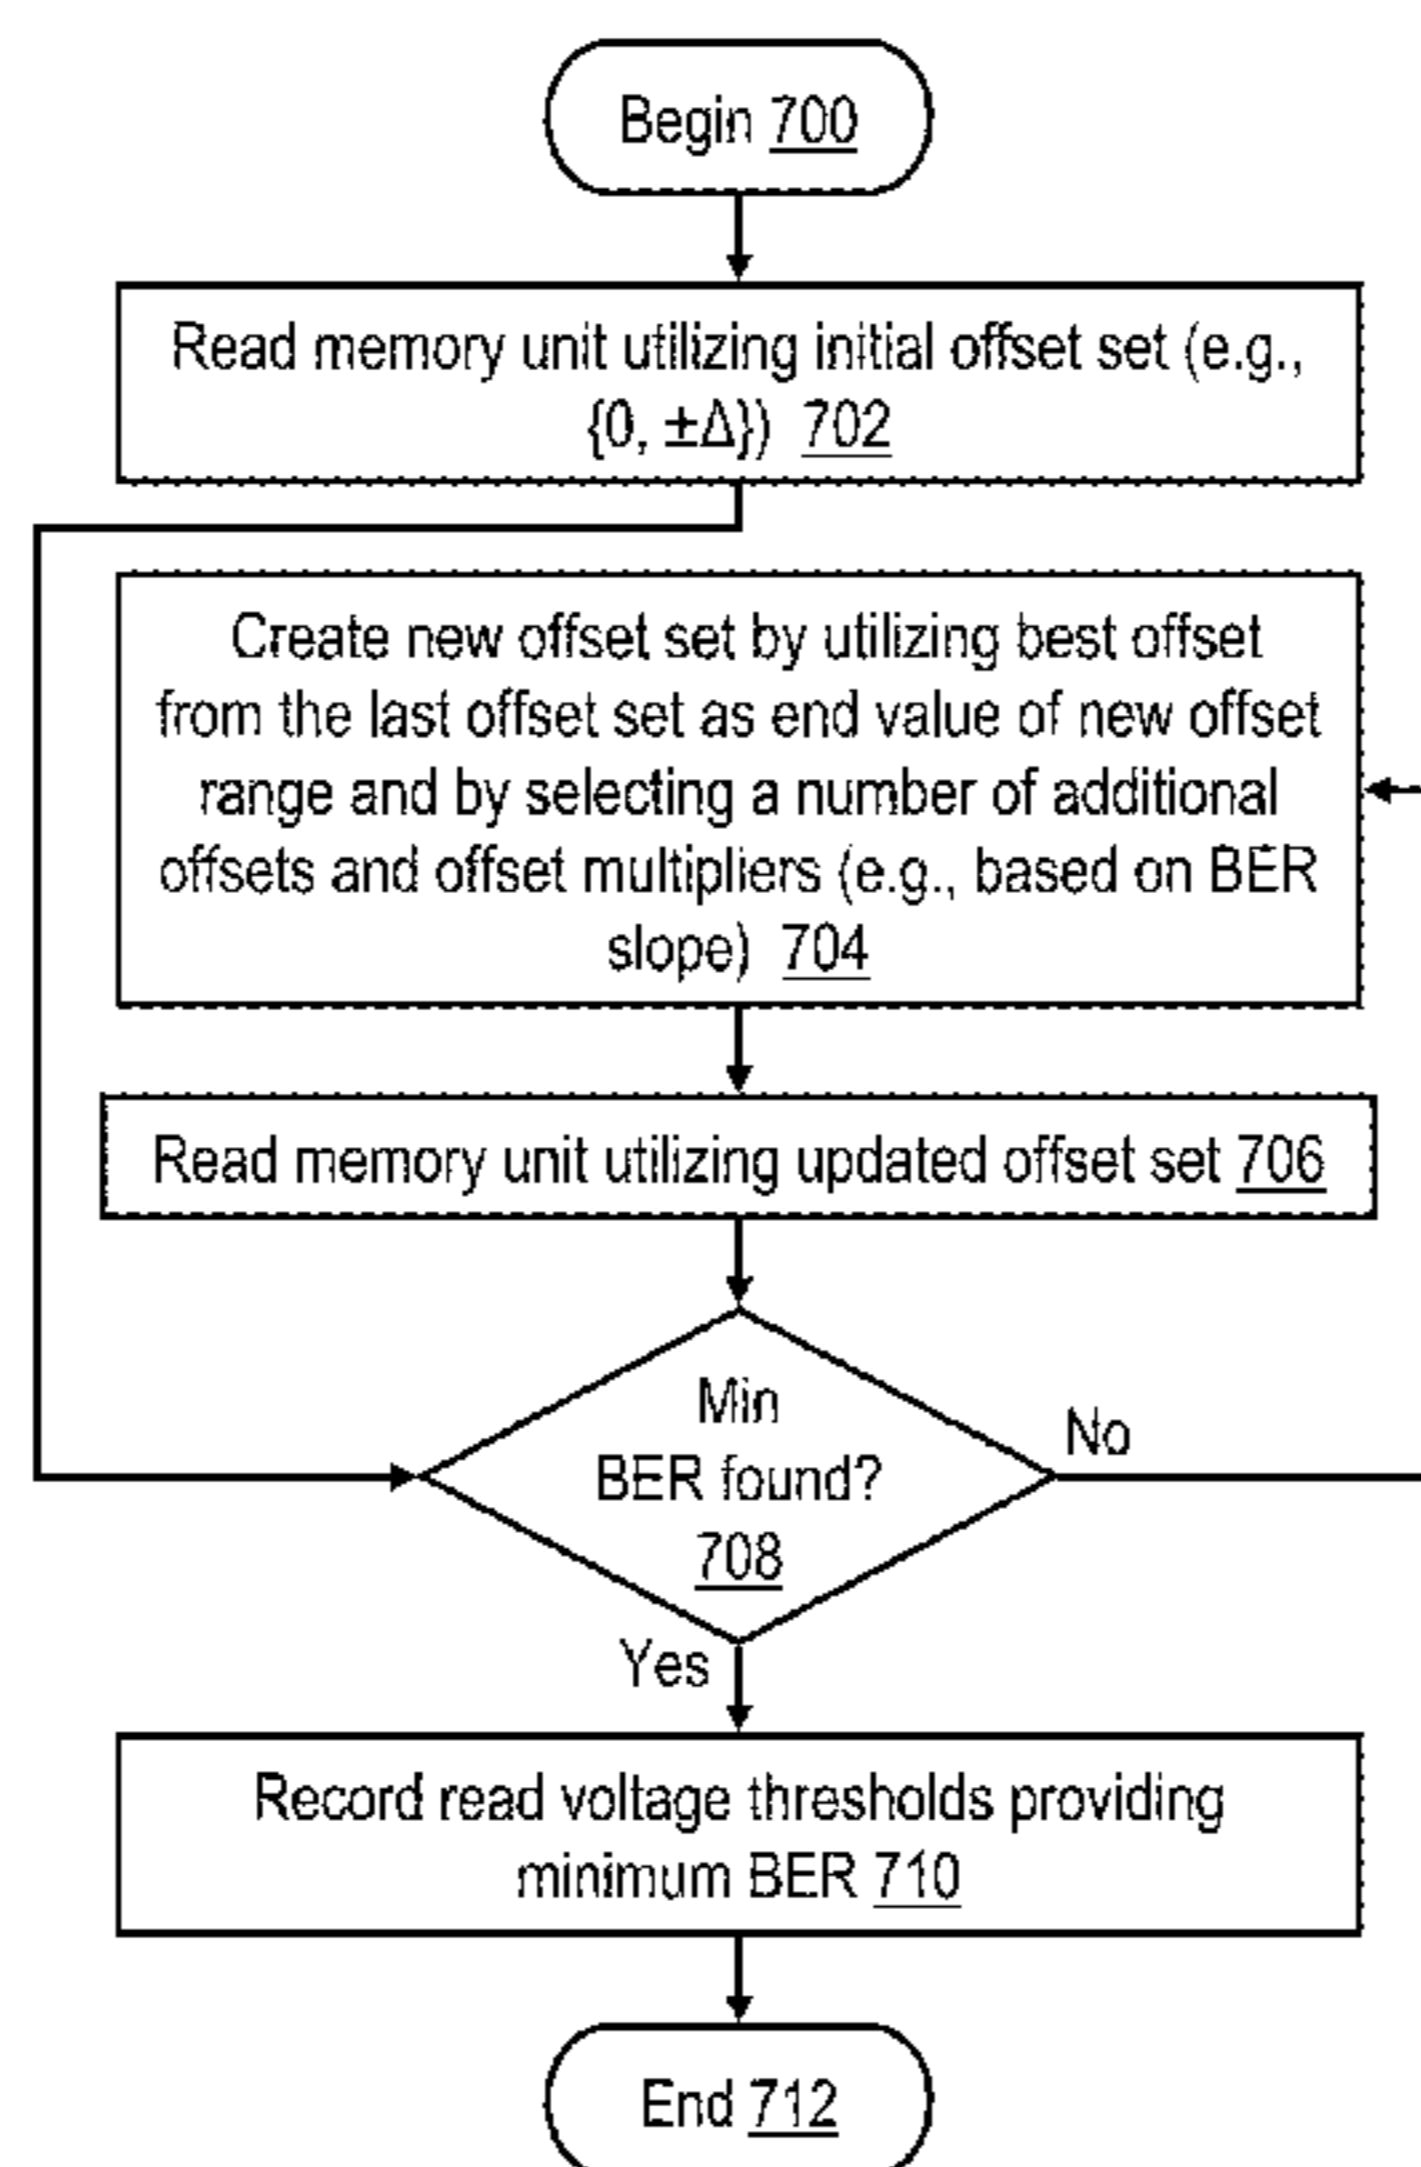 Begin 700
Read memory unit utilizing initial offset set (e.g.,
{0, ±Δ}) 702
Create new offset set by utilizing best offset
from the last offset set as end value of new offset
range and by selecting a number of additional
offsets and offset multipliers (e.g., based on BER
slope) 704
Read memory unit utilizing updated offset set 706
Min
BER found?
708
No
Yes
Record read voltage thresholds providing
minimum BER 710
End 712